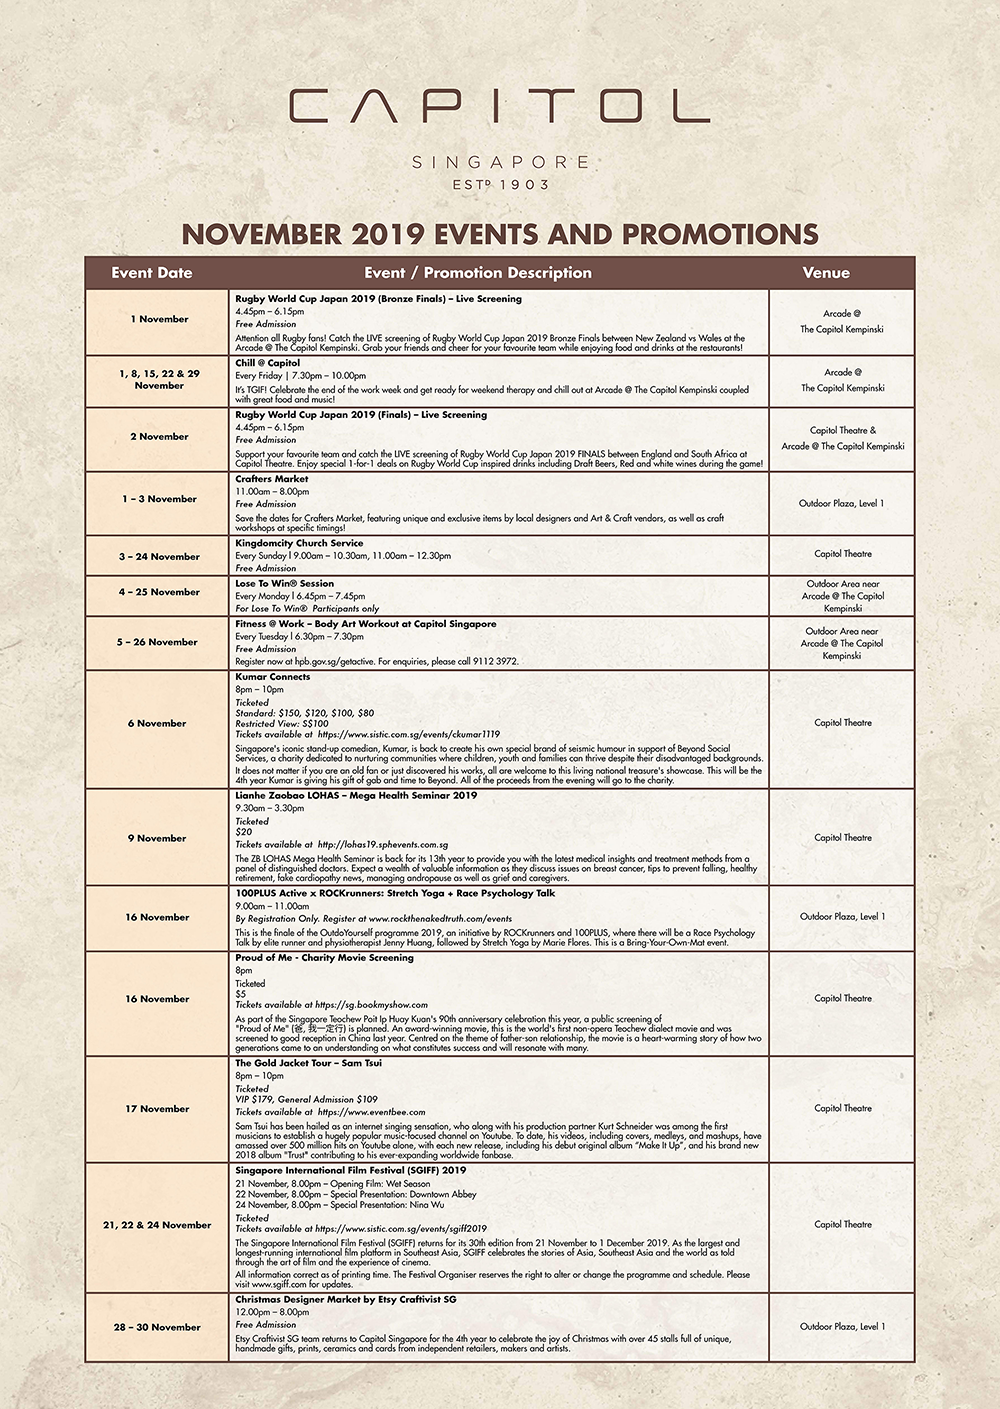 CAPITOL
SINGAPORE
ESTD 1903
NOVEMBER 2019 EVENTS AND PROMOTIONS
Event Date
Event / Promotion Description
Venue
1 November
Rugby World Cup Japan 2019 (Bronze Finals) – Live Screening
4.45pm – 6.15pm
Free Admission
Attention all Rugby fans! Catch the LIVE screening of Rugby World Cup Japan 2019 Bronze Finals between New Zealand vs Wales at the
Arcade @ The Capitol Kempinski. Grab your friends and cheer for your favourite team while enjoying food and drinks at the restaurants!
Arcade @
The Capitol Kempinski
1, 8, 15, 22 & 29
November
Chill @ Capitol
Every Friday | 7.30pm – 10.00pm
It's TGIF! Celebrate the end of the work week and get ready for weekend therapy and chill out at Arcade @ The Capitol Kempinski coupled
with great food and music!
Arcade @
The Capitol Kempinski
2 November
Rugby World Cup Japan 2019 (Finals) – Live Screening
4.45pm – 6.15pm
Free Admission
Support your favourite team and catch the LIVE screening of Rugby World Cup Japan 2019 FINALS between England and South Africa at
Capitol Theatre. Enjoy special 1-for-1 deals on Rugby World Cup inspired drinks including Draft Beers, Red and white wines during the game!
Capitol Theatre &
Arcade @ The Capitol Kempinski
1 – 3 November
Crafters Market
11.00am – 8.00pm
Free Admission
Save the dates for Crafters Market, featuring unique and exclusive items by local designers and Art & Craft vendors, as well as craft
workshops at specific timings!
Outdoor Plaza, Level 1
3 – 24 November
Kingdomcity Church Service
Every Sunday l 9.00am – 10.30am, 11.00am – 12.30pm
Free Admission
Capitol Theatre
4 – 25 November
Lose To Win® Session
Every Monday l 6.45pm – 7.45pm
For Lose To Win® Participants only
Outdoor Area near
Arcade @ The Capitol
Kempinski
5 – 26 November
Fitness @ Work – Body Art Workout at Capitol Singapore
Every Tuesday l 6.30pm – 7.30pm
Free Admission
Register now at hpb.gov.sg/getactive. For enquiries, please call 9112 3972.
Outdoor Area near
Arcade @ The Capitol
Kempinski
6 November
Kumar Connects
8pm – 10pm
Ticketed
Standard: $150, $120, $100, $80
Restricted View: S$100
Tickets available at https://www.sistic.com.sg/events/ckumar1119
Singapore's iconic stand-up comedian, Kumar, is back to create his own special brand of seismic humour in support of Beyond Social
Services, a charity dedicated to nurturing communities where children, youth and families can thrive despite their disadvantaged backgrounds.
It does not matter if you are an old fan or just discovered his works, all are welcome to this living national treasure's showcase. This will be the
4th year Kumar is giving his gift of gab and time to Beyond. All of the proceeds from the evening will go to the charity.
Capitol Theatre
9 November
Lianhe Zaobao LOHAS – Mega Health Seminar 2019
9.30am – 3.30pm
Ticketed
$20
Tickets available at http://lohas19.sphevents.com.sg
The ZB LOHAS Mega Health Seminar is back for its 13th year to provide you with the latest medical insights and treatment methods from a
panel of distinguished doctors. Expect a wealth of valuable information as they discuss issues on breast cancer, tips to prevent falling, healthy
retirement, fake cardiopathy news, managing andropause as well as grief and caregivers.
Capitol Theatre
16 November
100PLUS Active x ROCKrunners: Stretch Yoga + Race Psychology Talk
9.00am – 11.00am
By Registration Only. Register at www.rockthenakedtruth.com/events
This is the finale of the OutdoYourself programme 2019, an initiative by ROCKrunners and 100PLUS, where there will be a Race Psychology
Talk by elite runner and physiotherapist Jenny Huang, followed by Stretch Yoga by Marie Flores. This is a Bring-Your-Own-Mat event.
Outdoor Plaza, Level 1
16 November
Proud of Me - Charity Movie Screening
8pm
Ticketed
$5
Tickets available at https://sg.bookmyshow.com
As part of the Singapore Teochew Poit Ip Huay Kuan's 90th anniversary celebration this year, a public screening of
"Proud of Me" (爸, 我一定行) is planned. An award-winning movie, this is the world's first non-opera Teochew dialect movie and was
screened to good reception in China last year. Centred on the theme of father-son relationship, the movie is a heart-warming story of how two
generations came to an understanding on what constitutes success and will resonate with many.
Capitol Theatre
17 November
The Gold Jacket Tour – Sam Tsui
8pm – 10pm
Ticketed
VIP $179, General Admission $109
Tickets available at https://www.eventbee.com
Sam Tsui has been hailed as an internet singing sensation, who along with his production partner Kurt Schneider was among the first
musicians to establish a hugely popular music-focused channel on Youtube. To date, his videos, including covers, medleys, and mashups, have
amassed over 500 million hits on Youtube alone, with each new release, including his debut original album "Make It Up", and his brand new
2018 album "Trust" contributing to his ever-expanding worldwide fanbase.
Capitol Theatre
21, 22 & 24 November
Singapore International Film Festival (SGIFF) 2019
21 November, 8.00pm – Opening Film: Wet Season
22 November, 8.00pm – Special Presentation: Downtown Abbey
24 November, 8.00pm – Special Presentation: Nina Wu
Ticketed
Tickets available at https://www.sistic.com.sg/events/sgiff2019
The Singapore International Film Festival (SGIFF) returns for its 30th edition from 21 November to 1 December 2019. As the largest and
longest-running international film platform in Southeast Asia, SGIFF celebrates the stories of Asia, Southeast Asia and the world as told
through the art of film and the experience of cinema.
All information correct as of printing time. The Festival Organiser reserves the right to alter or change the programme and schedule. Please
visit www.sgiff.com for updates.
Capitol Theatre
28 – 30 November
Christmas Designer Market by Etsy Craftivist SG
12.00pm – 8.00pm
Free Admission
Etsy Craftivist SG team returns to Capitol Singapore for the 4th year to celebrate the joy of Christmas with over 45 stalls full of unique,
handmade gifts, prints, ceramics and cards from independent retailers, makers and artists.
Outdoor Plaza, Level 1